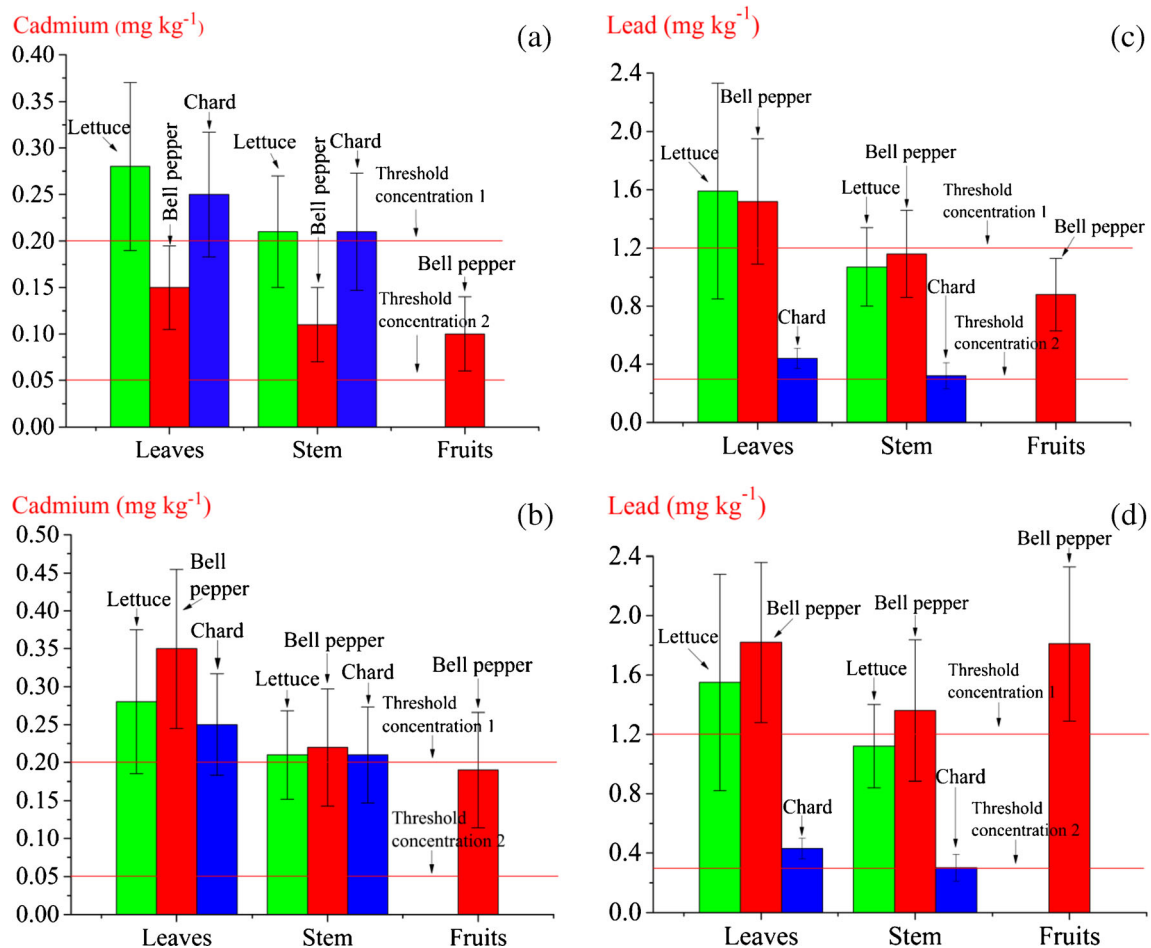 Cadmium (mg kg-1)
(a)
0.40
0.35
0.30
0.25
0.20
0.15
0.10
0.05
0.00
Lettuce
Bell pepper
Chard
Lettuce
Bell pepper
Chard
Threshold
concentration 1
Bell pepper
Threshold
concentration 2
Leaves
Stem
Fruits
Lead (mg kg-1)
(c)
2.4
2.0
1.6
1.2
0.8
0.4
0.0
Lettuce
Bell pepper
Chard
Lettuce
Bell pepper
Chard
Threshold
concentration 1
Bell pepper
Threshold
concentration 2
Leaves
Stem
Fruits
Cadmium (mg kg-1)
(b)
0.50
0.45
0.40
0.35
0.30
0.25
0.20
0.15
0.10
0.05
0.00
Lettuce
Bell
pepper
Chard
Lettuce
Bell pepper
Chard
Threshold
concentration 1
Bell pepper
Threshold
concentration 2
Leaves
Stem
Fruits
Lead (mg kg-1)
(d)
2.4
2.0
1.6
1.2
0.8
0.4
0.0
Lettuce
Bell pepper
Chard
Lettuce
Bell pepper
Chard
Threshold
concentration 1
Bell pepper
Threshold
concentration 2
Leaves
Stem
Fruits